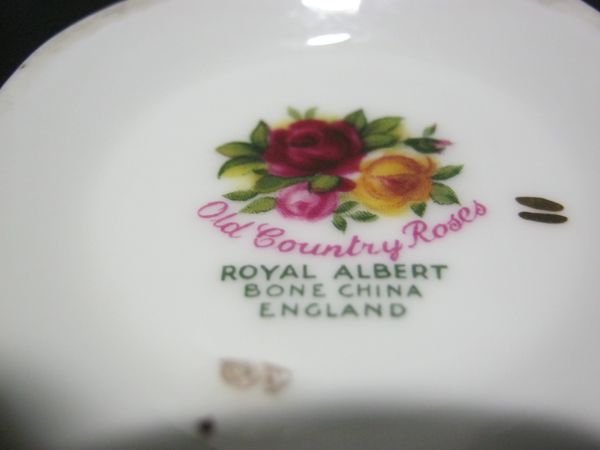 Old Country Roses
ROYAL ALBERT
BONE CHINA
ENGLAND